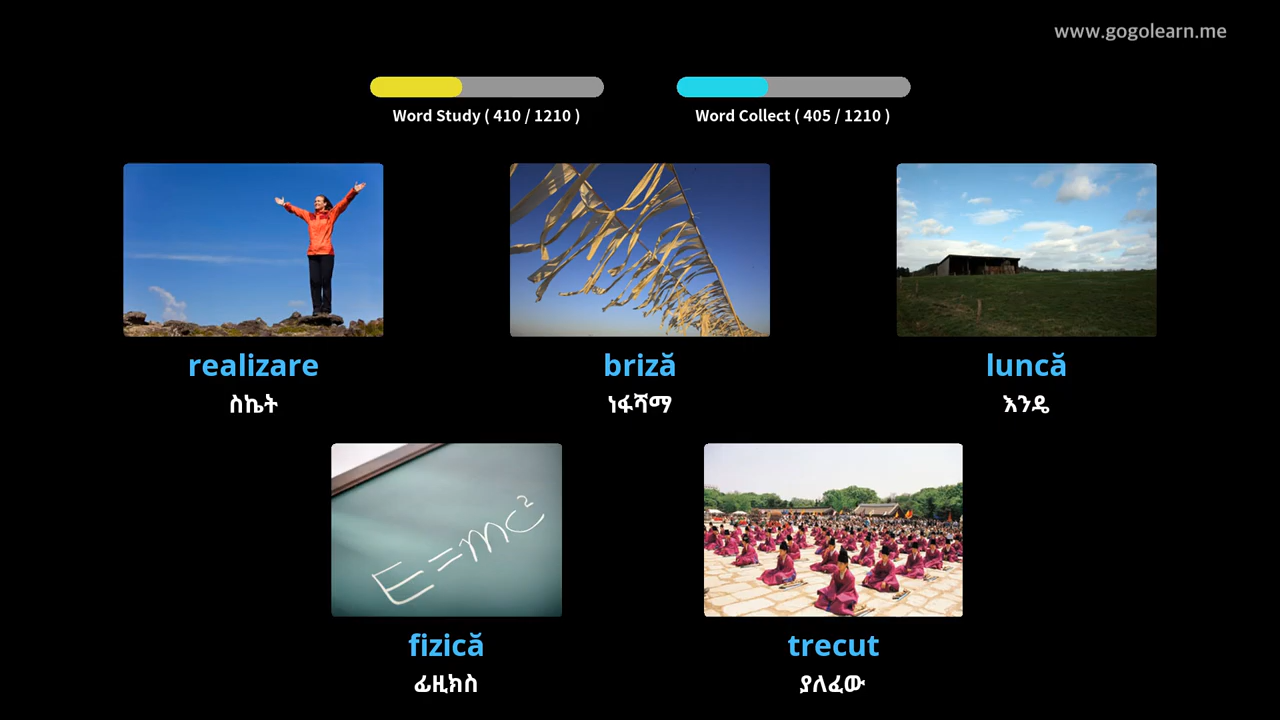 www.gogolearn.me
Word Study ( 410 / 1210 )
Word Collect ( 405 / 1210 )
realizare
ስኬት
briză
ነፋሻማ
luncă
እንዴ
E=mc²
fizică
ፊዚክስ
trecut
ያለፈው